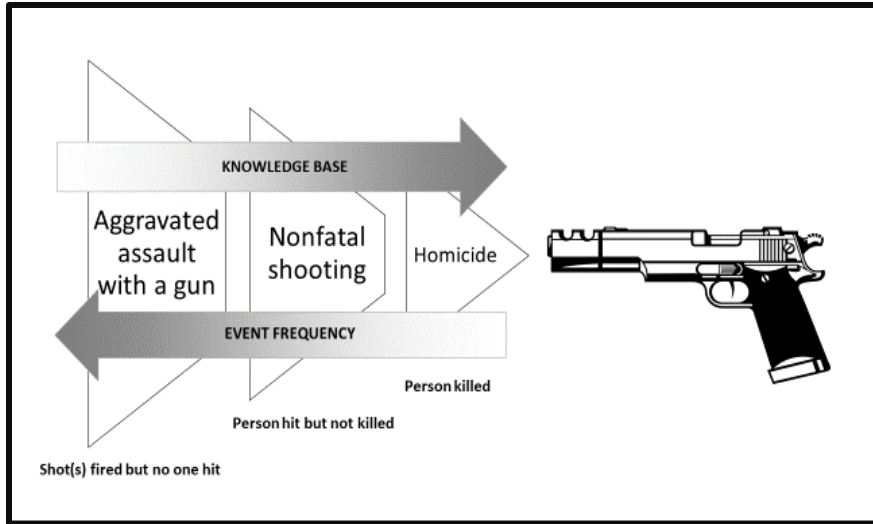 KNOWLEDGE BASE
Aggravated
assault
with a gun
Nonfatal
shooting
Homicide
EVENT FREQUENCY
Person killed
Person hit but not killed
Shot(s) fired but no one hit